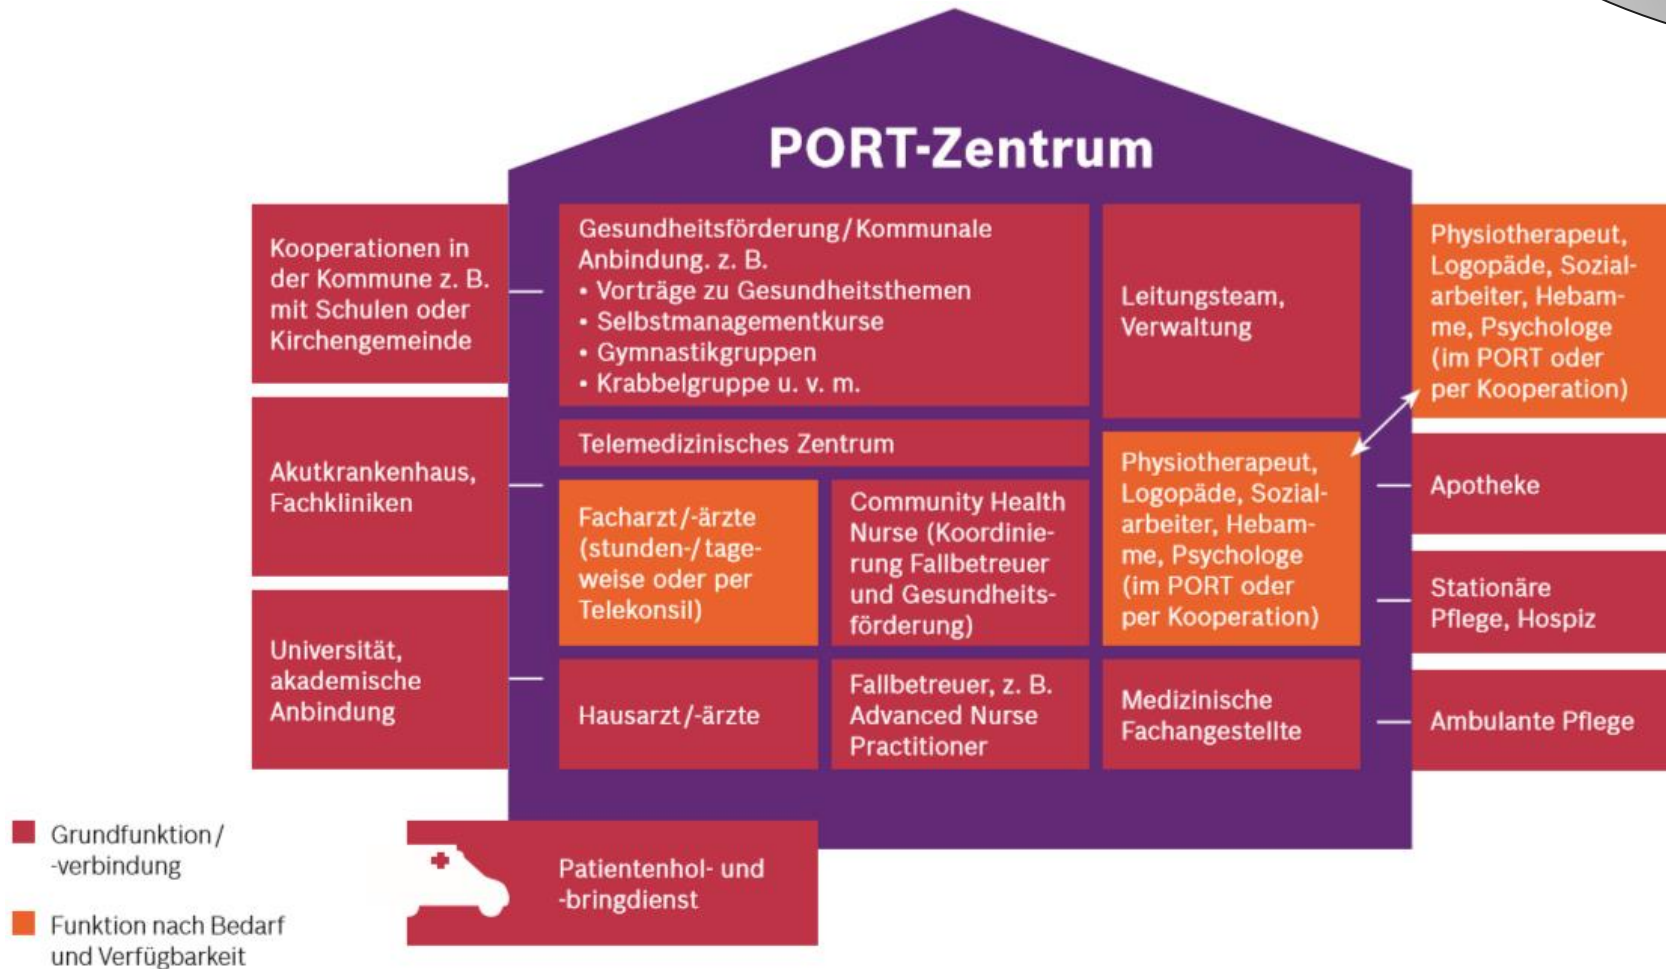 PORT-Zentrum
Kooperationen in
der Kommune z. B.
mit Schulen oder
Kirchengemeinde
Akutkrankenhaus,
Fachkliniken
Universität,
akademische
Anbindung
Gesundheitsförderung/Kommunale
Anbindung. z. B.
• Vorträge zu Gesundheitsthemen
• Selbstmanagementkurse
• Gymnastikgruppen
• Krabbelgruppe u. v. m.
Leitungsteam,
Verwaltung
Telemedizinisches Zentrum
Facharzt/-ärzte
(stunden-/tage-
weise oder per
Telekonsil)
Community Health
Nurse (Koordinie-
rung Fallbetreuer
und Gesundheits-
förderung)
Physiotherapeut,
Logopäde, Sozial-
arbeiter, Hebam-
me, Psychologe
(im PORT oder
per Kooperation)
Hausarzt/-ärzte
Fallbetreuer, z. B.
Advanced Nurse
Practitioner
Medizinische
Fachangestellte
Physiotherapeut,
Logopäde, Sozial-
arbeiter, Hebam-
me, Psychologe
(im PORT oder
per Kooperation)
Apotheke
Stationäre
Pflege, Hospiz
Ambulante Pflege
Patientenhol- und
-bringdienst
Grundfunktion/
-verbindung
Funktion nach Bedarf
und Verfügbarkeit